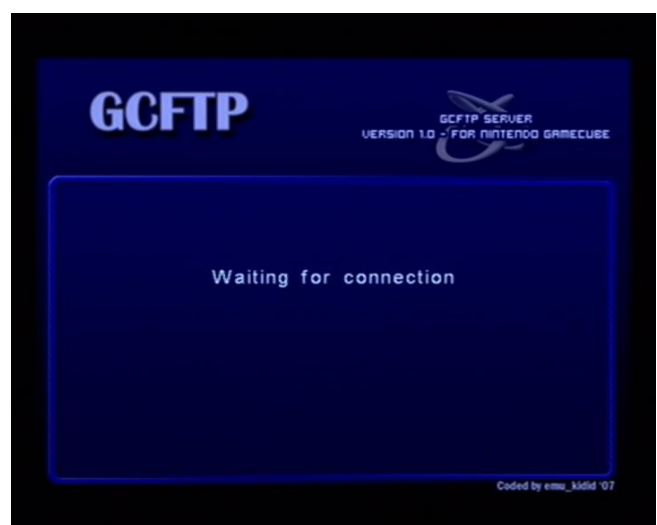 GCFTP
GCFTP SERVER
VERSION 1.0 - FOR NINTENDO GAMECUBE
Waiting for connection
Coded by emu_kidid '07